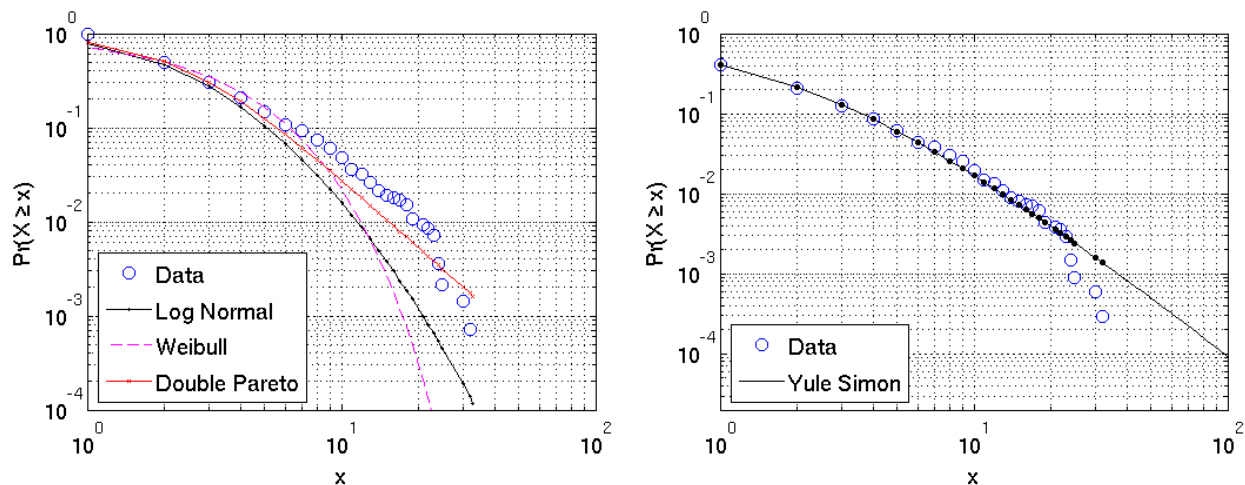 10^0
10^-1
10^-2
10^-3
10^-4
Pr(X ≥ x)
Data
Log Normal
Weibull
Double Pareto
10^0
10^1
10^2
x
10^0
10^-1
10^-2
10^-3
10^-4
Pr(X ≥ x)
Data
Yule Simon
10^0
10^1
10^2
x